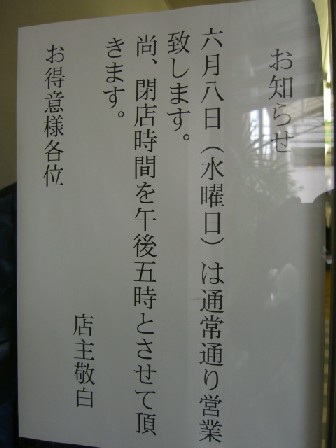 お知らせ
六月八日（水曜日）は通常通り営業
致します。
尚、閉店時間を午後五時とさせて頂
きます。
店主敬白
お得意様各位